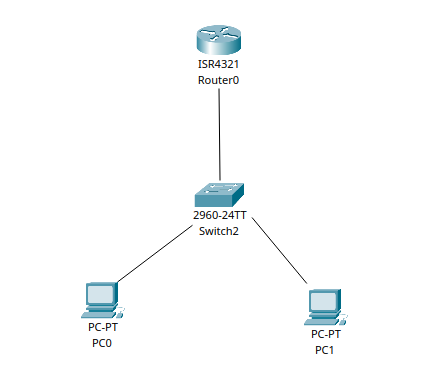 ISR4321
Router0
2960-24TT
Switch2
PC-PT
PC0
PC-PT
PC1